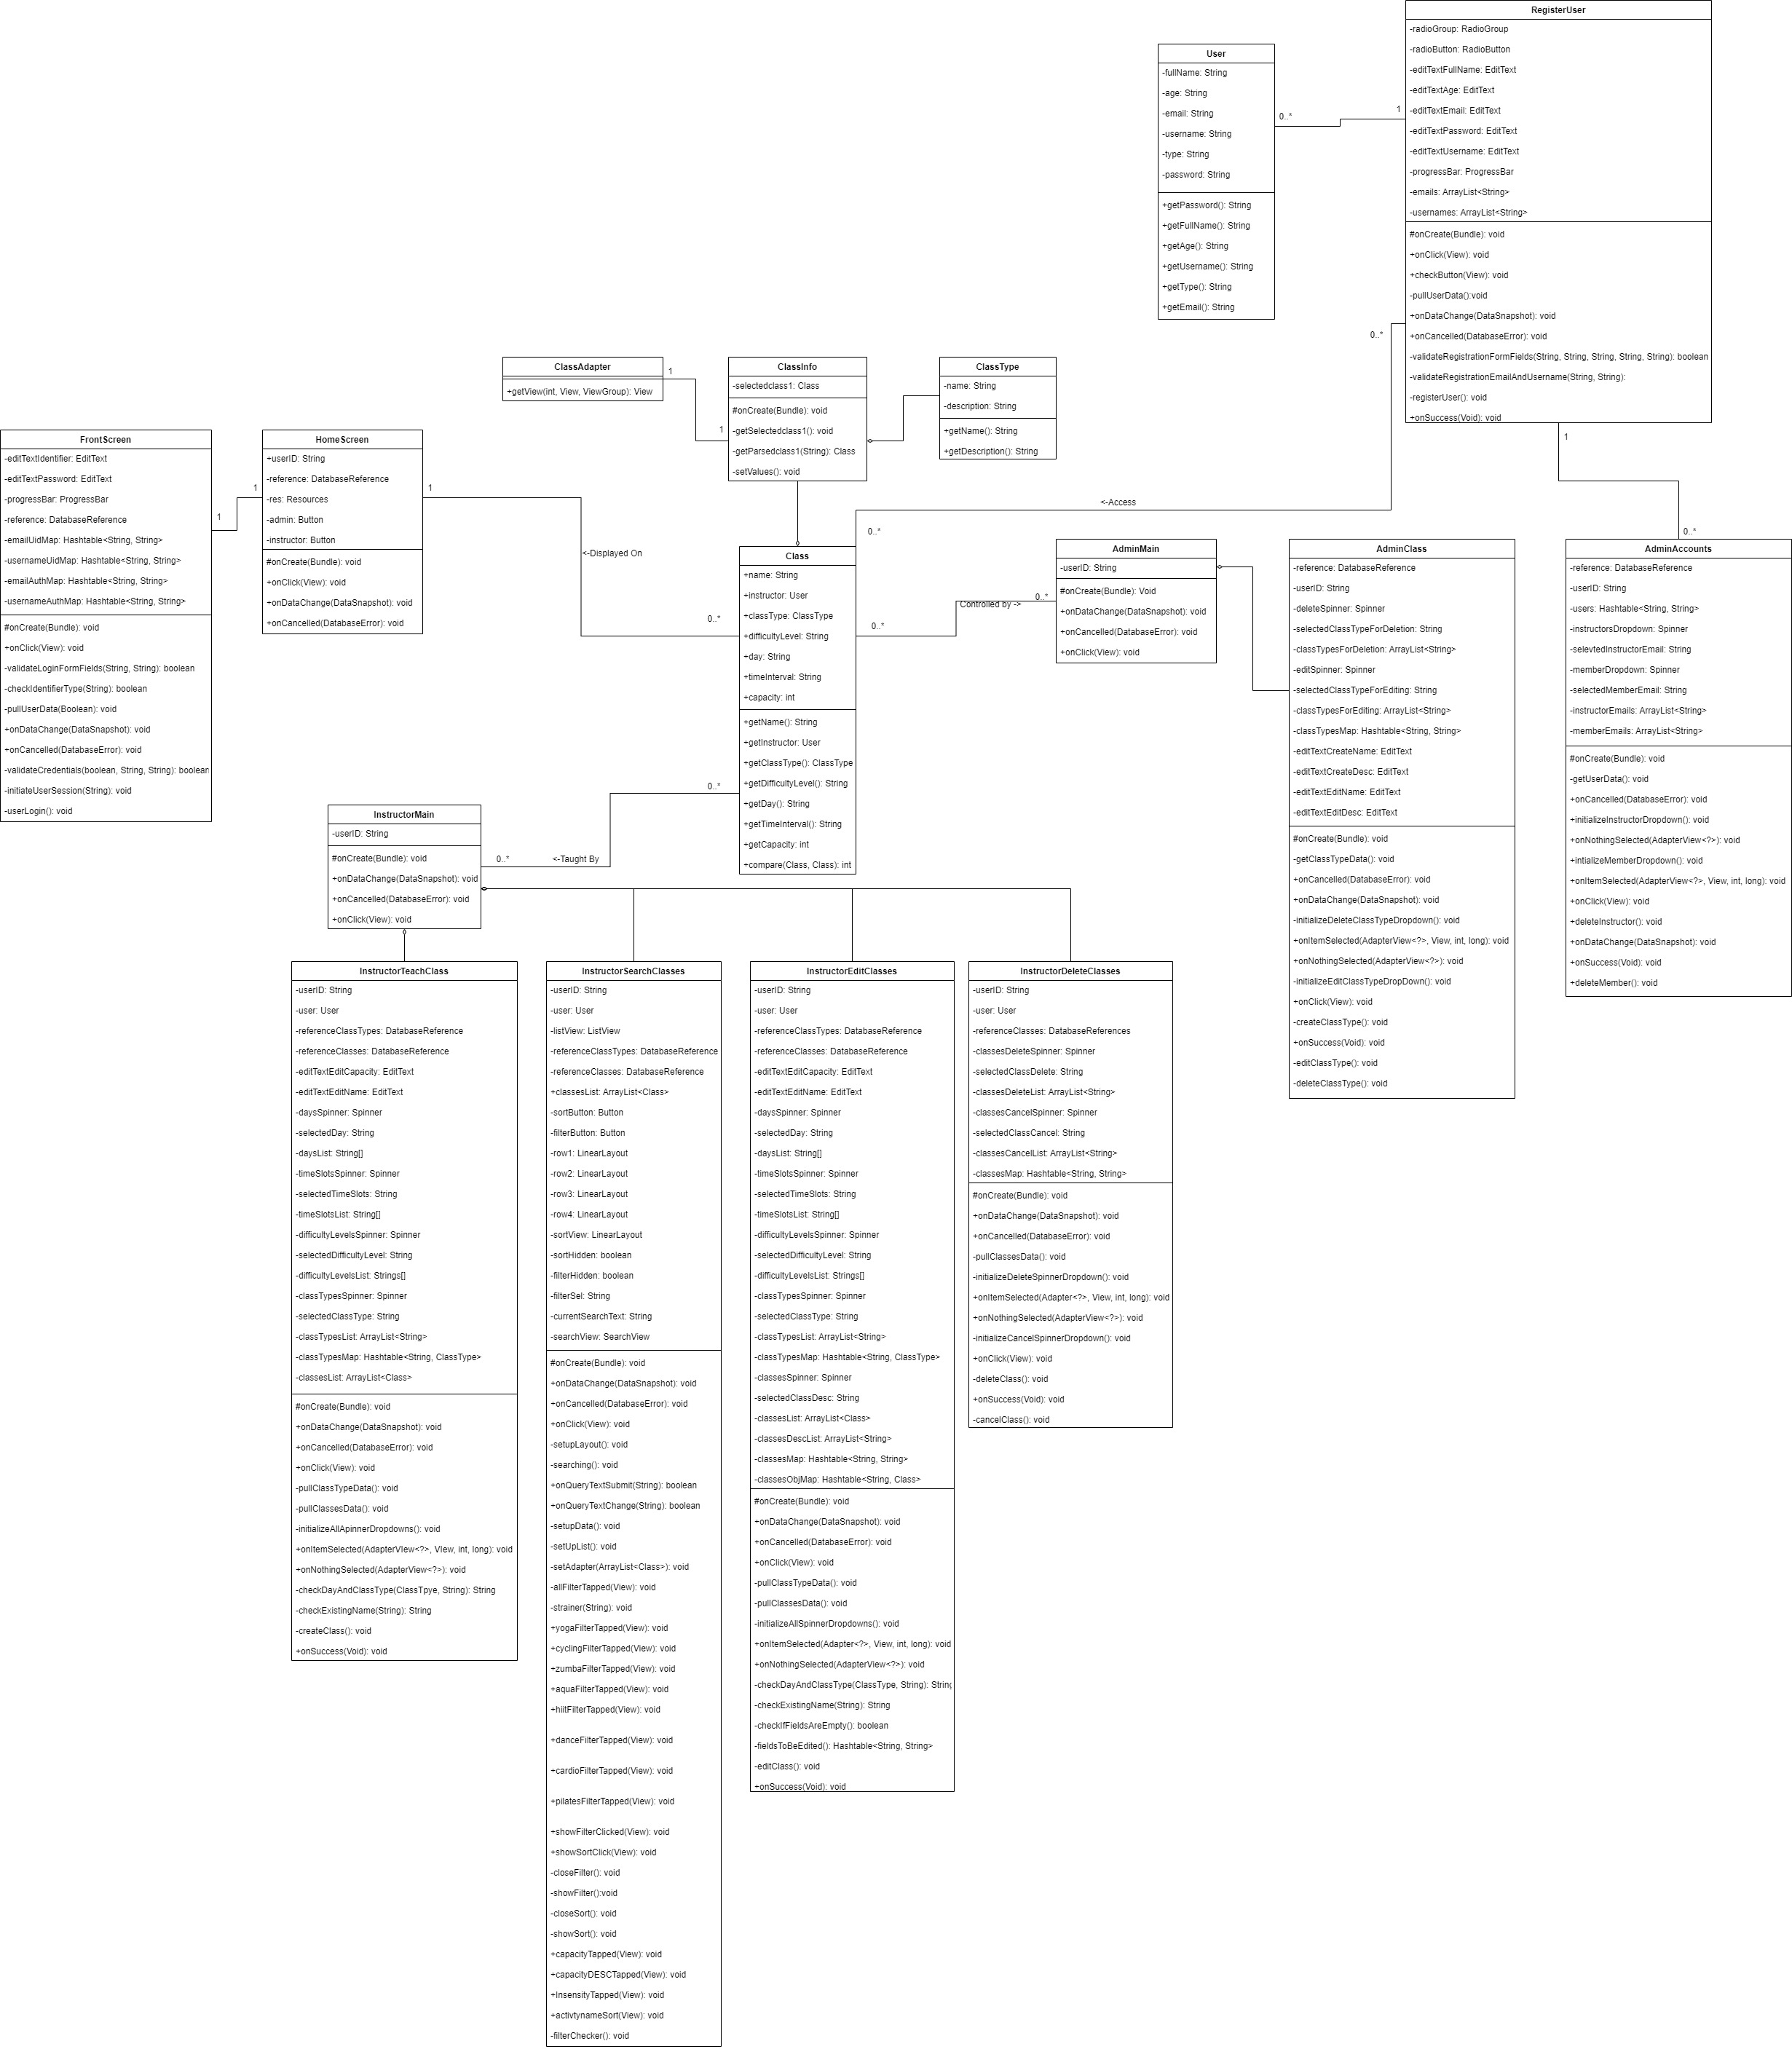 RegisterUser
-radioGroup: RadioGroup
-radioButton: RadioButton
-editTextFullName: EditText
-editTextAge: EditText
-editTextEmail: EditText
-editTextPassword: EditText
-editTextUsername: EditText
-progressBar: ProgressBar
-emails: ArrayList<String>
-usernames: ArrayList<String>
#onCreate(Bundle): void
+onClick(View): void
+checkButton(View): void
-pullUserData():void
+onDataChange(DataSnapshot): void
+onCancelled(DatabaseError): void
-validateRegistrationFormFields(String, String, String, String, String): boolean
-validateRegistrationEmailAndUsername(String, String):
-registerUser(): void
+onSuccess(Void): void
User
-fullName: String
-age: String
-email: String
-username: String
-type: String
-password: String
+getPassword(): String
+getFullName(): String
+getAge(): String
+getUsername(): String
+getType(): String
+getEmail(): String
0..*
1
0..*
1
0..*
ClassAdapter
+getView(int, View, ViewGroup): View
1
1
ClassInfo
-selectedclass1: Class
#onCreate(Bundle): void
-getSelectedclass1(): void
-getParsedclass1(String): Class
-setValues(): void
ClassType
-name: String
-description: String
+getName(): String
+getDescription(): String
FrontScreen
-editTextIdentifier: EditText
-editTextPassword: EditText
-progressBar: ProgressBar
-reference: DatabaseReference
-emailUidMap: Hashtable<String, String>
-usernameUidMap: Hashtable<String, String>
-emailAuthMap: Hashtable<String, String>
-usernameAuthMap: Hashtable<String, String>
#onCreate(Bundle): void
+onClick(View): void
-validateLoginFormFields(String, String): boolean
-checkIdentifierType(String): boolean
-pullUserData(Boolean): void
+onDataChange(DataSnapshot): void
+onCancelled(DatabaseError): void
-validateCredentials(boolean, String, String): boolean
-initiateUserSession(String): void
-userLogin(): void
1
1
HomeScreen
+userID: String
-reference: DatabaseReference
-res: Resources
-admin: Button
-instructor: Button
#onCreate(Bundle): void
+onClick(View): void
+onDataChange(DataSnapshot): void
+onCancelled(DatabaseError): void
1
<-Displayed On
0..*
<-Access
0..*
Class
+name: String
+instructor: User
+classType: ClassType
+difficultyLevel: String
+day: String
+timeInterval: String
+capacity: int
+getName(): String
+getInstructor: User
+getClassType(): ClassType
+getDifficultyLevel(): String
+getDay(): String
+getTimeInterval(): String
+getCapacity: int
+compare(Class, Class): int
0..*
Controlled by ->
0..*
AdminMain
-userID: String
#onCreate(Bundle): Void
+onDataChange(DataSnapshot): void
+onCancelled(DatabaseError): void
+onClick(View): void
AdminClass
-reference: DatabaseReference
-userID: String
-deleteSpinner: Spinner
-selectedClassTypeForDeletion: String
-classTypesForDeletion: ArrayList<String>
-editSpinner: Spinner
-selectedClassTypeForEditing: String
-classTypesForEditing: ArrayList<String>
-classTypesMap: Hashtable<String, String>
-editTextCreateName: EditText
-editTextCreateDesc: EditText
-editTextEditName: EditText
-editTextEditDesc: EditText
#onCreate(Bundle): void
-getClassTypeData(): void
+onCancelled(DatabaseError): void
+onDataChange(DataSnapshot): void
-initializeDeleteClassTypeDropdown(): void
+onItemSelected(AdapterView<?>, View, int, long): void
+onNothingSelected(AdapterView<?>): void
-initializeEditClassTypeDropDown(): void
+onClick(View): void
-createClassType(): void
+onSuccess(Void): void
-editClassType(): void
-deleteClassType(): void
AdminAccounts
-reference: DatabaseReference
-userID: String
-users: Hashtable<String, String>
-instructorsDropdown: Spinner
-selevtedInstructorEmail: String
-memberDropdown: Spinner
-selectedMemberEmail: String
-instructorEmails: ArrayList<String>
-memberEmails: ArrayList<String>
#onCreate(Bundle): void
-getUserData(): void
+onCancelled(DatabaseError): void
+initializeInstructorDropdown(): void
+onNothingSelected(AdapterView<?>): void
+intializeMemberDropdown(): void
+onItemSelected(AdapterView<?>, View, int, long): void
+onClick(View): void
+deleteInstructor(): void
+onDataChange(DataSnapshot): void
+onSuccess(Void): void
+deleteMember(): void
0..*
<-Taught By
0..*
InstructorMain
-userID: String
#onCreate(Bundle): void
+onDataChange(DataSnapshot): void
+onCancelled(DatabaseError): void
+onClick(View): void
InstructorTeachClass
-userID: String
-user: User
-referenceClassTypes: DatabaseReference
-referenceClasses: DatabaseReference
-editTextEditCapacity: EditText
-editTextEditName: EditText
-daysSpinner: Spinner
-selectedDay: String
-daysList: String[]
-timeSlotsSpinner: Spinner
-selectedTimeSlots: String
-timeSlotsList: String[]
-difficultyLevelsSpinner: Spinner
-selectedDifficultyLevel: String
-difficultyLevelsList: Strings[]
-classTypesSpinner: Spinner
-selectedClassType: String
-classTypesList: ArrayList<String>
-classTypesMap: Hashtable<String, ClassType>
-classesList: ArrayList<Class>
#onCreate(Bundle): void
+onDataChange(DataSnapshot): void
+onCancelled(DatabaseError): void
+onClick(View): void
-pullClassTypeData(): void
-pullClassesData(): void
-initializeAllApinnerDropdowns(): void
+onItemSelected(AdapterVIew<?>, VIew, int, long): void
+onNothingSelected(AdapterView<?>): void
-checkDayAndClassType(ClassTpye, String): String
-checkExistingName(String): String
-createClass(): void
+onSuccess(Void): void
InstructorSearchClasses
-userID: String
-user: User
-listView: ListView
-referenceClassTypes: DatabaseReference
-referenceClasses: DatabaseReference
+classesList: ArrayList<Class>
-sortButton: Button
-filterButton: Button
-row1: LinearLayout
-row2: LinearLayout
-row3: LinearLayout
-row4: LinearLayout
-sortView: LinearLayout
-sortHidden: boolean
-filterHidden: boolean
-filterSel: String
-currentSearchText: String
-searchView: SearchView
#onCreate(Bundle): void
+onDataChange(DataSnapshot): void
+onCancelled(DatabaseError): void
+onClick(View): void
-setupLayout(): void
-searching(): void
+onQueryTextSubmit(String): boolean
+onQueryTextChange(String): boolean
-setupData(): void
-setUpList(): void
-setAdapter(ArrayList<Class>): void
-allFilterTapped(View): void
-strainer(String): void
+yogaFilterTapped(View): void
+cyclingFilterTapped(View): void
+zumbaFilterTapped(View): void
+aquaFilterTapped(View): void
+hiitFilterTapped(View): void
+danceFilterTapped(View): void
+cardioFilterTapped(View): void
+pilatesFilterTapped(View): void
+showFilterClicked(View): void
+showSortClick(View): void
-closeFilter(): void
-showFilter():void
-closeSort(): void
-showSort(): void
+capacityTapped(View): void
+capacityDESCTapped(View): void
+InsensityTapped(View): void
+activtynameSort(View): void
-filterChecker(): void
InstructorEditClasses
-userID: String
-user: User
-referenceClassTypes: DatabaseReference
-referenceClasses: DatabaseReference
-editTextEditCapacity: EditText
-editTextEditName: EditText
-daysSpinner: Spinner
-selectedDay: String
-daysList: String[]
-timeSlotsSpinner: Spinner
-selectedTimeSlots: String
-timeSlotsList: String[]
-difficultyLevelsSpinner: Spinner
-selectedDifficultyLevel: String
-difficultyLevelsList: Strings[]
-classTypesSpinner: Spinner
-selectedClassType: String
-classTypesList: ArrayList<String>
-classTypesMap: Hashtable<String, ClassType>
-classesSpinner: Spinner
-selectedClassDesc: String
-classesList: ArrayList<Class>
-classesDescList: ArrayList<String>
-classesMap: Hashtable<String, String>
-classesObjMap: Hashtable<String, Class>
#onCreate(Bundle): void
+onDataChange(DataSnapshot): void
+onCancelled(DatabaseError): void
+onClick(View): void
-pullClassTypeData(): void
-pullClassesData(): void
-initializeAllSpinnerDropdowns(): void
+onItemSelected(Adapter<?>, View, int, long): void
+onNothingSelected(AdapterView<?>): void
-checkDayAndClassType(ClassType, String): String
-checkExistingName(String): String
-checkIfFieldsAreEmpty(): boolean
-fieldsToBeEdited(): Hashtable<String, String>
-editClass(): void
+onSuccess(Void): void
InstructorDeleteClasses
-userID: String
-user: User
-referenceClasses: DatabaseReferences
-classesDeleteSpinner: Spinner
-selectedClassDelete: String
-classesDeleteList: ArrayList<String>
-classesCancelSpinner: Spinner
-selectedClassCancel: String
-classesCancelList: ArrayList<String>
-classesMap: Hashtable<String, String>
#onCreate(Bundle): void
+onDataChange(DataSnapshot): void
+onCancelled(DatabaseError): void
-pullClassesData(): void
-initializeDeleteSpinnerDropdown(): void
+onItemSelected(Adapter<?>, View, int, long): void
+onNothingSelected(AdapterView<?>): void
-initializeCancelSpinnerDropdown(): void
+onClick(View): void
-deleteClass(): void
+onSuccess(Void): void
-cancelClass(): void